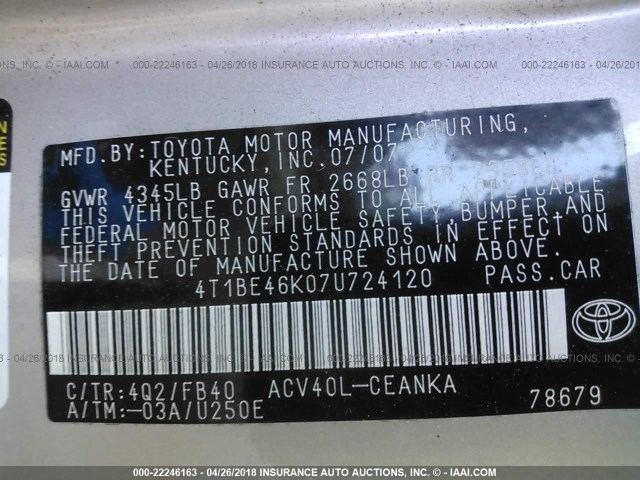 000-22246163 - 04/26/2018 INSURANCE AUTO AUCTIONS, INC. © - IAAI.COM
MFD.BY: TOYOTA MOTOR MANUFACTURING,
KENTUCKY, INC. 07/07
GVWR 4345LB GAWR FR 2668LB
THIS VEHICLE CONFORMS TO ALL APPLICABLE
FEDERAL MOTOR VEHICLE SAFETY, BUMPER AND
THEFT PREVENTION STANDARDS IN EFFECT ON
THE DATE OF MANUFACTURE SHOWN ABOVE.
4T1BE46K07U724120 PASS.CAR
C/TR:4Q2/FB40 ACV40L-CEANKA
A/TM:-03A/U250E 78679
000-22246163 - 04/26/2018 INSURANCE AUTO AUCTIONS, INC. © - IAAI.COM